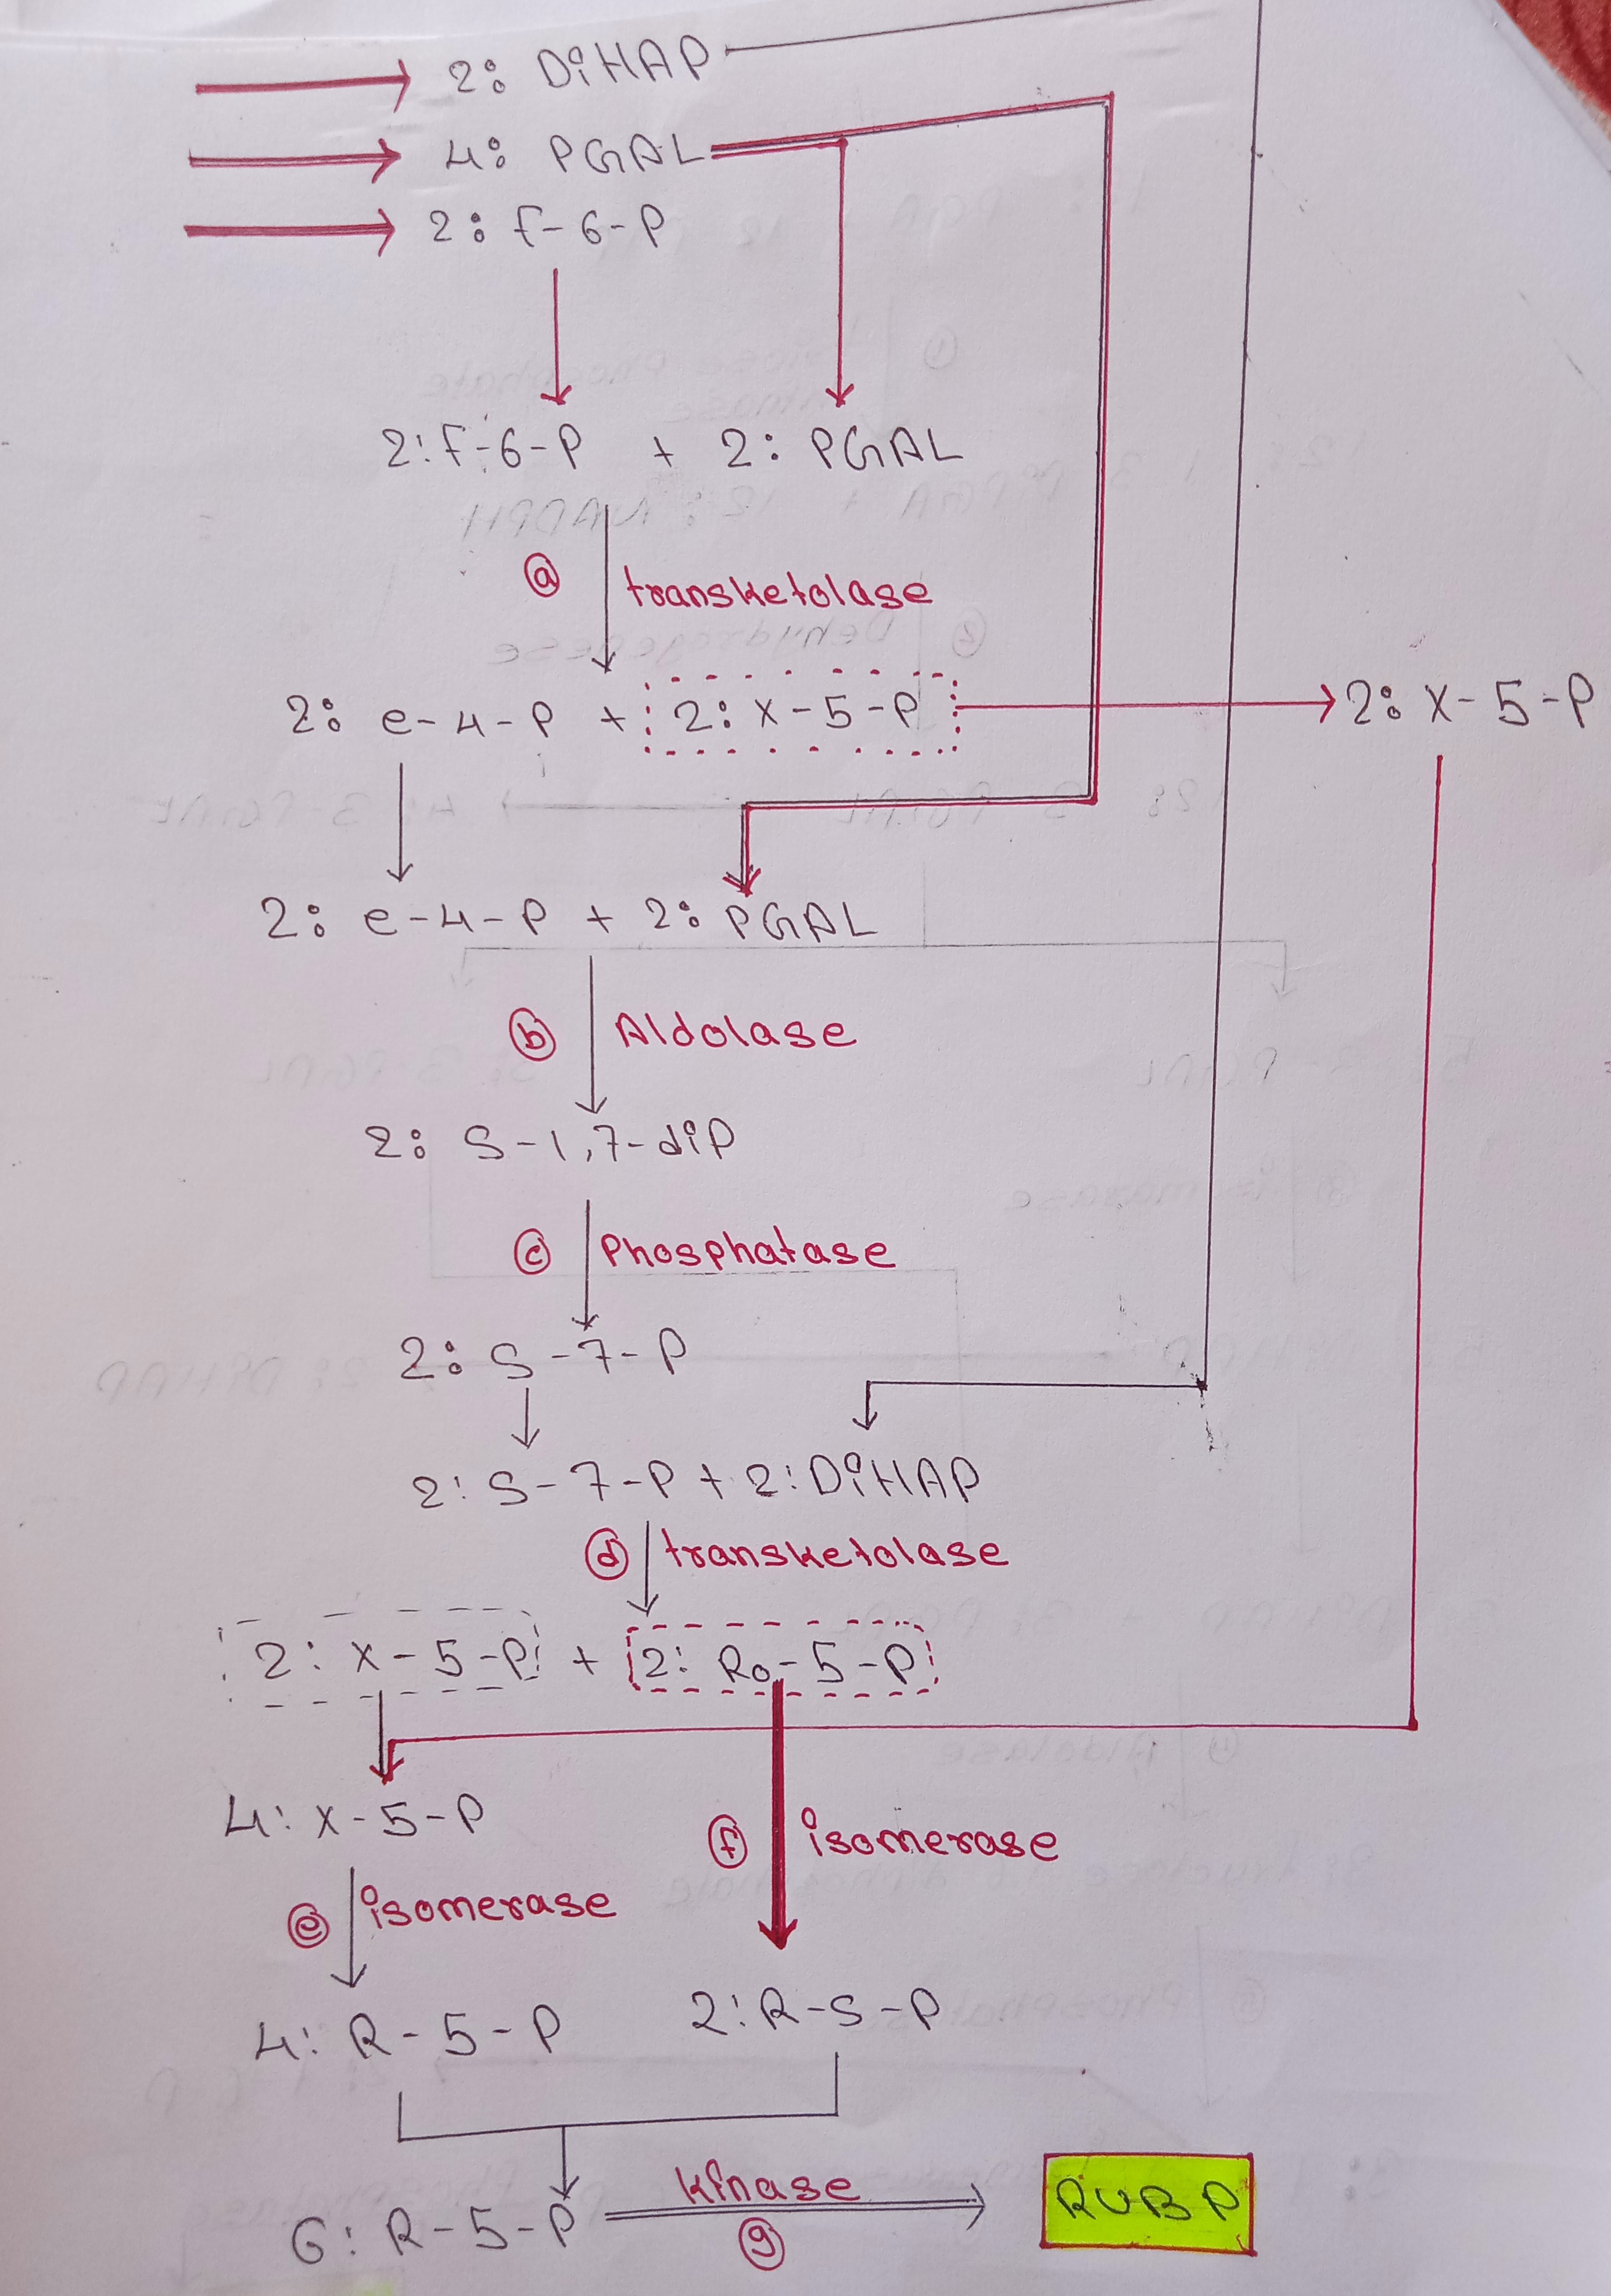 2: DiHAP
4: PGAL
2: f-6-P
2: f-6-P + 2: PGAL
ⓐ transketolase
2: e-4-P + 2: X-5-P
2: X-5-P
2: e-4-P + 2: PGAL
ⓑ Aldolase
2: S-1,7-diP
ⓒ Phosphatase
2: S-7-P
2: S-7-P + 2: DiHAP
ⓓ transketolase
2: X-5-P + 2: Ro-5-P
4: X-5-P
ⓕ isomerase
ⓔ isomerase
4: R-5-P 2: R-S-P
kinase
6: R-5-P
RUBP
ⓖ